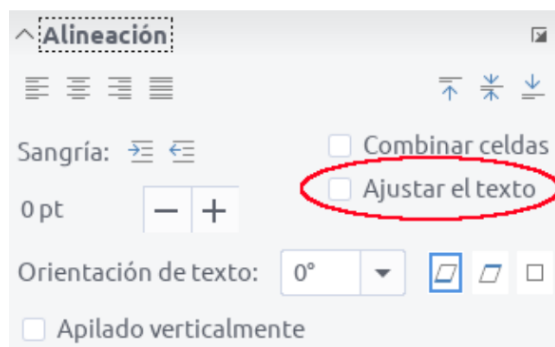 Alineación
Sangría:
Combinar celdas
Ajustar el texto
0 pt
Orientación de texto: 0°
Apilado verticalmente